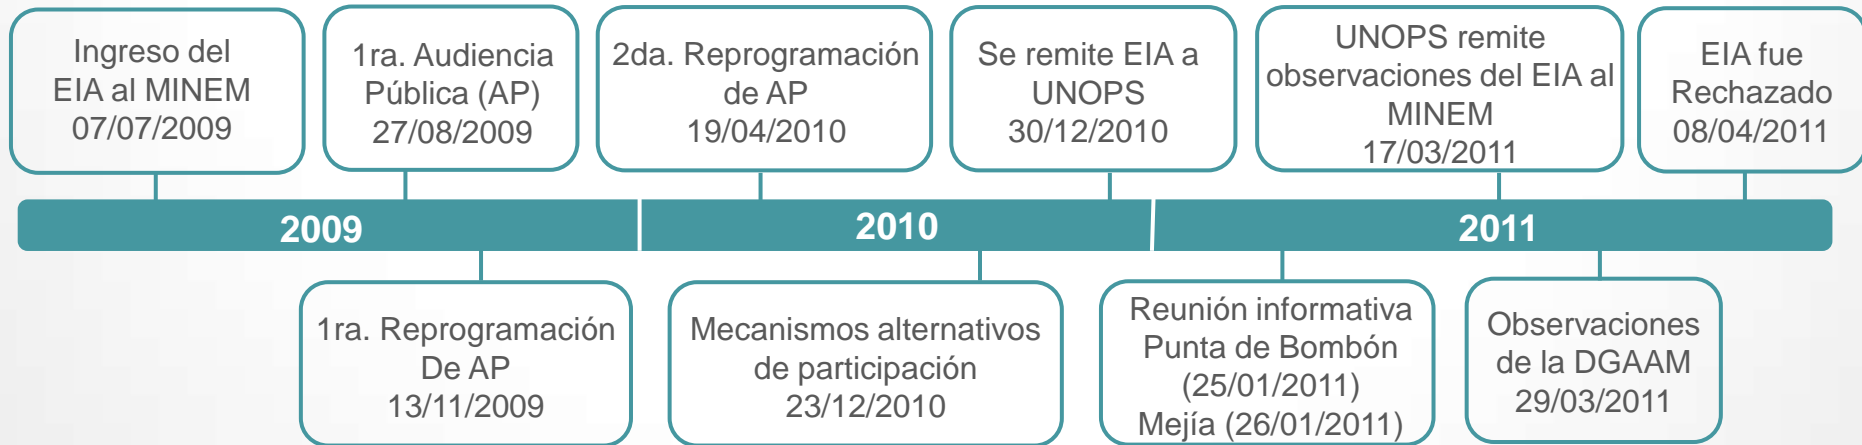 Ingreso del
EIA al MINEM
07/07/2009
1ra. Audiencia
Pública (AP)
27/08/2009
2da. Reprogramación
de AP
19/04/2010
Se remite EIA a
UNOPS
30/12/2010
UNOPS remite
observaciones del EIA al
MINEM
17/03/2011
EIA fue
Rechazado
08/04/2011
2009
2010
2011
1ra. Reprogramación
De AP
13/11/2009
Mecanismos alternativos
de participación
23/12/2010
Reunión informativa
Punta de Bombón
(25/01/2011)
Mejía (26/01/2011)
Observaciones
de la DGAAM
29/03/2011